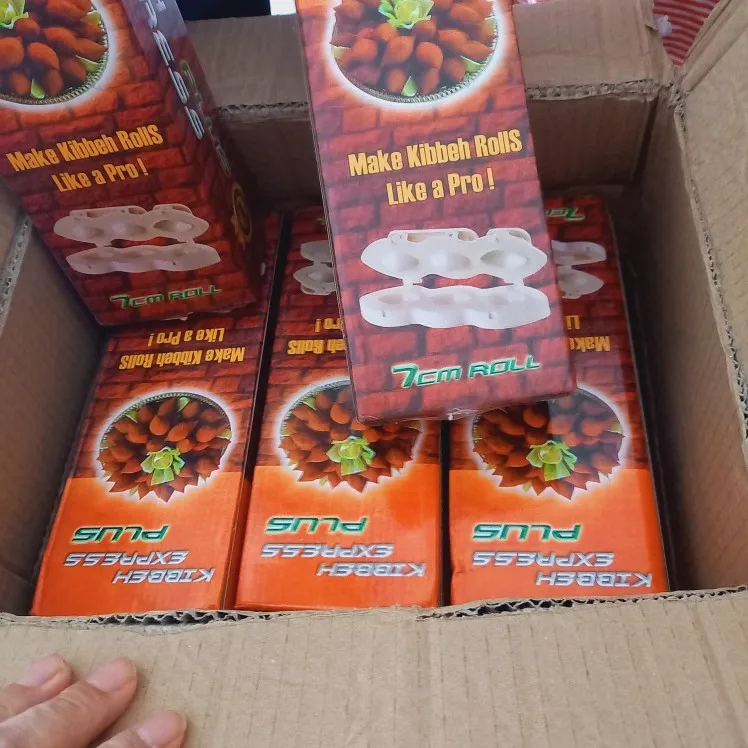 Make Kibbeh Rolls
Like a Pro !
7CM ROLL
Make Kibbeh Rolls
Like a Pro !
7CM ROLL
KIBBEH
EXPRESS
PLUS
Make Kibbeh Rolls
Like a Pro !
KIBBEH
EXPRESS
PLUS
KIBBEH
EXPRESS
PLUS
7CM